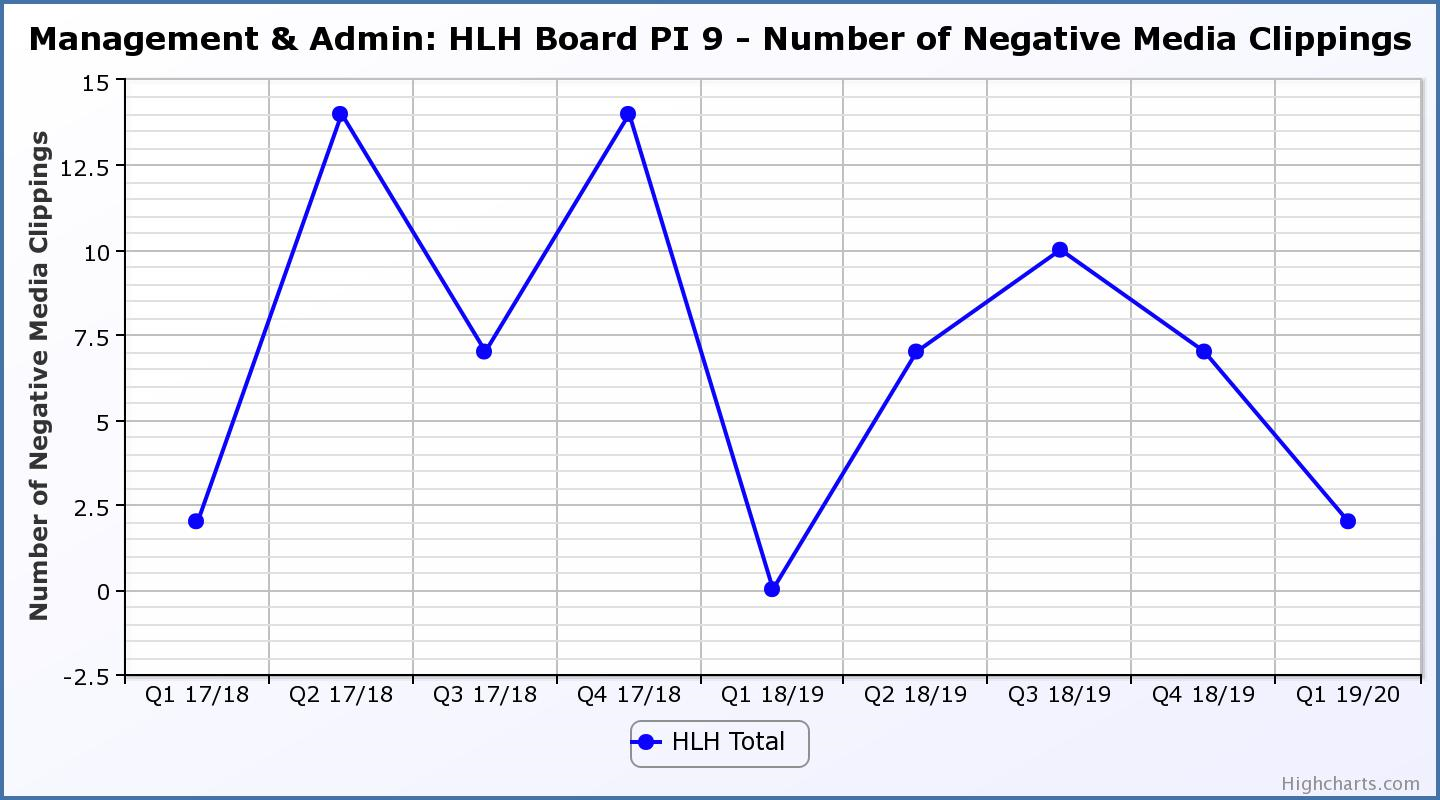 Management & Admin: HLH Board PI 9 - Number of Negative Media Clippings
Number of Negative Media Clippings
15
12.5
10
7.5
5
2.5
0
-2.5
Q1 17/18 Q2 17/18 Q3 17/18 Q4 17/18 Q1 18/19 Q2 18/19 Q3 18/19 Q4 18/19 Q1 19/20
HLH Total
Highcharts.com